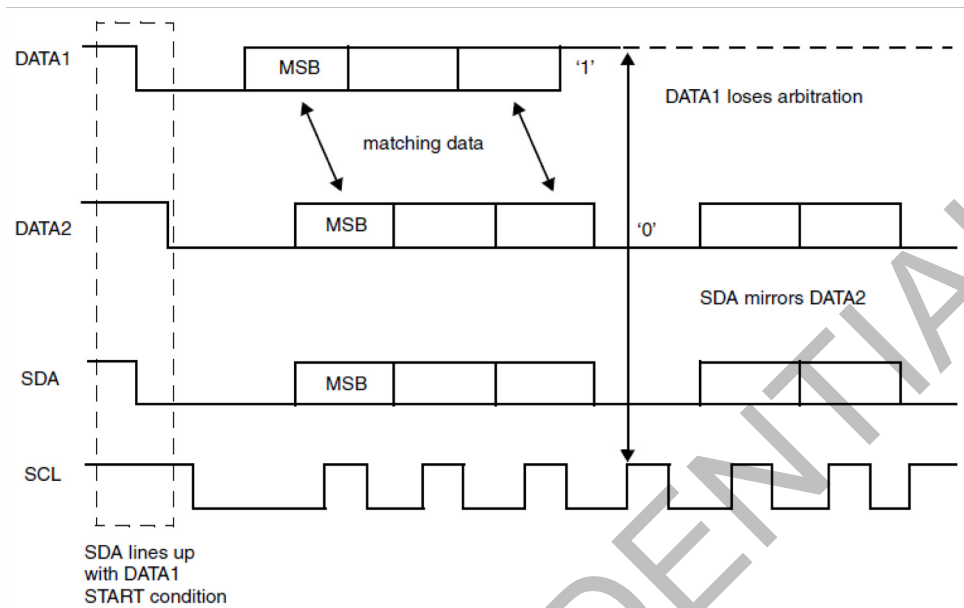 DATA1
MSB
'1'
DATA1 loses arbitration
matching data
DATA2
MSB
'0'
SDA mirrors DATA2
SDA
MSB
SCL
SDA lines up
with DATA1
START condition
DENTIAL